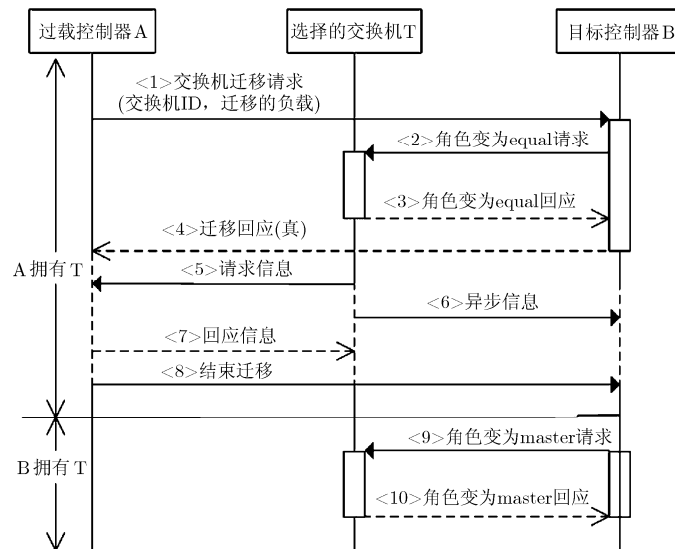 过载控制器A
选择的交换机T
目标控制器B
<1>交换机迁移请求
(交换机ID，迁移的负载)
<2>角色变为equal请求
<3>角色变为equal回应
<4>迁移回应(真)
A拥有T
<5>请求信息
<6>异步信息
<7>回应信息
<8>结束迁移
<9>角色变为master请求
B拥有T
<10>角色变为master回应